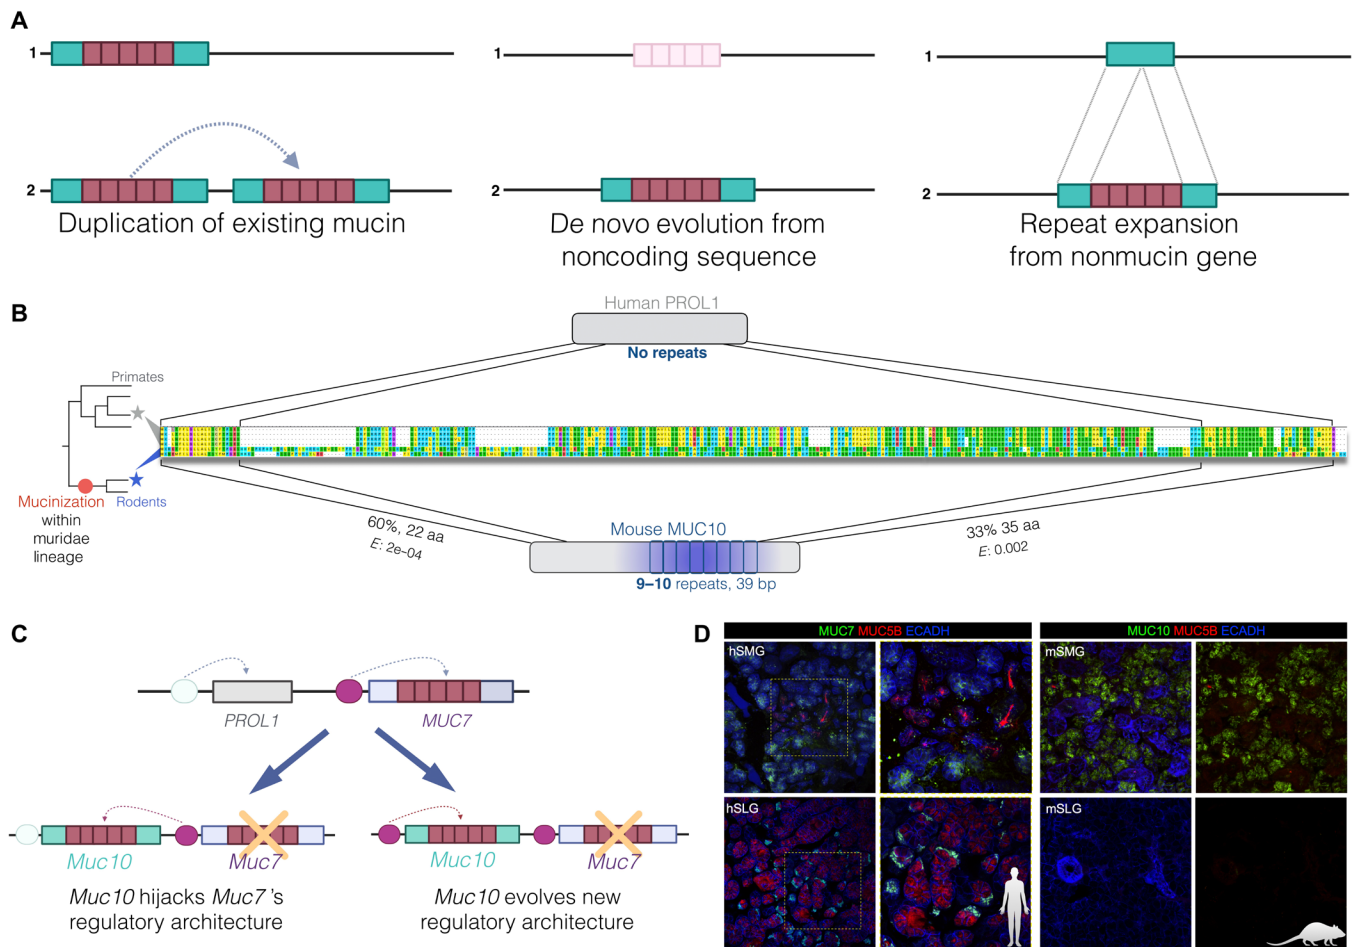 A
1
2
Duplication of existing mucin
1
2
De novo evolution from
noncoding sequence
1
2
Repeat expansion
from nonmucin gene
B
Human PROL1
No repeats
Primates
Mucinization
within
muridae
lineage
Rodents
60%, 22 aa
E: 2e–04
Mouse MUC10
9–10 repeats, 39 bp
33% 35 aa
E: 0.002
C
PROL1
MUC7
Muc10
Muc7
Muc10 hijacks Muc7's
regulatory architecture
Muc10
Muc7
Muc10 evolves new
regulatory architecture
D
MUC7 MUC5B ECADH
MUC10 MUC5B ECADH
hSMG
mSMG
hSLG
mSLG